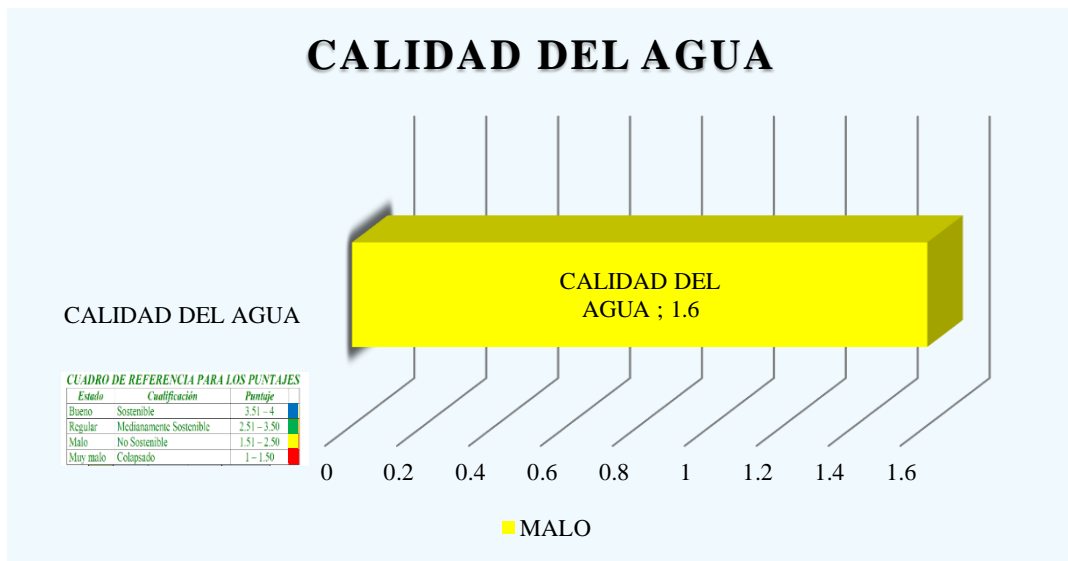 CALIDAD DEL AGUA
CALIDAD DEL
AGUA ; 1.6
CALIDAD DEL AGUA
CUADRO DE REFERENCIA PARA LOS PUNTAJES
Estado Cualificación Puntaje
Bueno Sostenible 3.51 – 4
Regular Medianamente Sostenible 2.51 – 3.50
Malo No Sostenible 1.51 – 2.50
Muy malo Colapsado 1 – 1.50
0 0.2 0.4 0.6 0.8 1 1.2 1.4 1.6
MALO